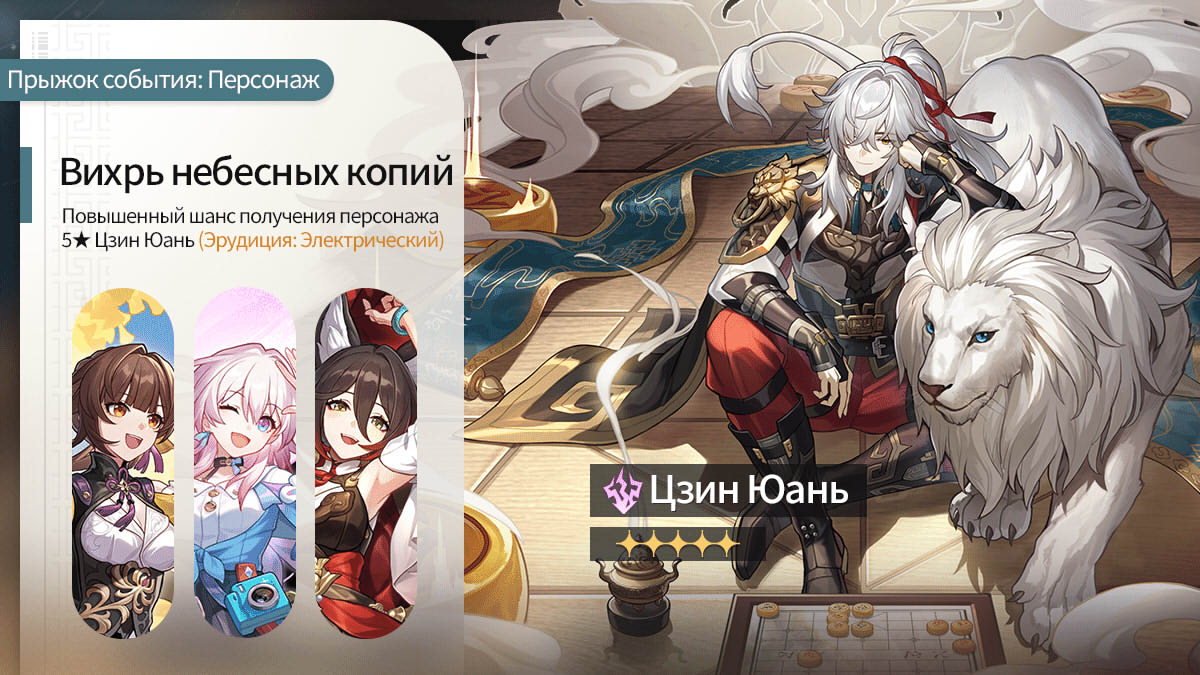 Прыжок события: Персонаж
Вихрь небесных копий
Повышенный шанс получения персонажа
5★ Цзин Юань (Эрудиция: Электрический)
Цзин Юань